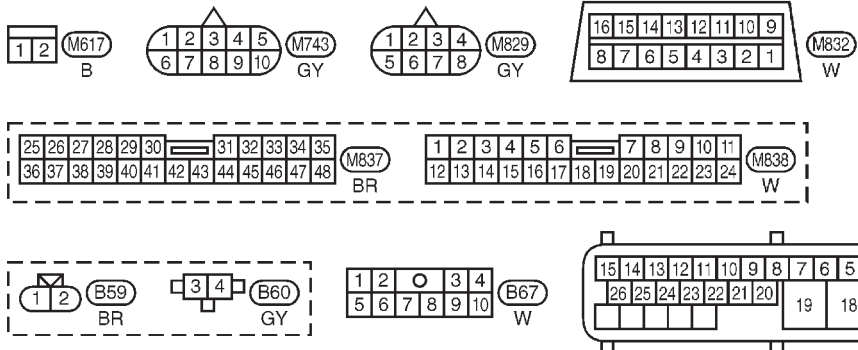 1 2 M617 B
1 2 3 4 5 6 7 8 9 10 M743 GY
1 2 3 4 5 6 7 8 M829 GY
16 15 14 13 12 11 10 9 8 7 6 5 4 3 2 1 M832 W
25 26 27 28 29 30 31 32 33 34 35
36 37 38 39 40 41 42 43 44 45 46 47 48
M837
BR
1 2 3 4 5 6 7 8 9 10 11
12 13 14 15 16 17 18 19 20 21 22 23 24
M838
W
1 2 B59 BR
3 4 B60 GY
1 2 3 4
5 6 7 8 9 10
B67
W
15 14 13 12 11 10 9 8 7 6 5
26 25 24 23 22 21 20 19 18